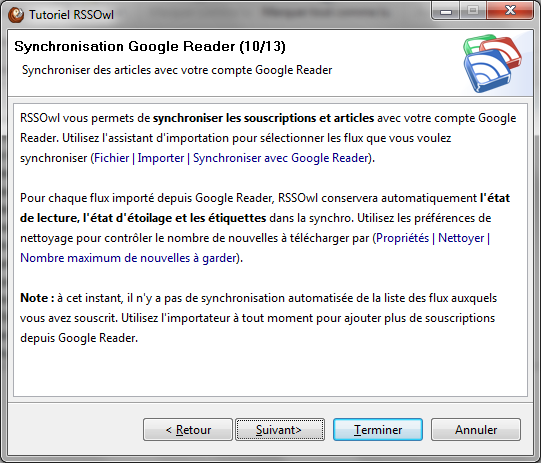 Tutoriel RSSOwl
Synchronisation Google Reader (10/13)
Synchroniser des articles avec votre compte Google Reader
RSSOwl vous permets de synchroniser les souscriptions et articles avec votre compte Google
Reader. Utilisez l'assistant d'importation pour sélectionner les flux que vous voulez
synchroniser (Fichier | Importer | Synchroniser avec Google Reader).
Pour chaque flux importé depuis Google Reader, RSSOwl conservera automatiquement l'état
de lecture, l'état d'étoilage et les étiquettes dans la synchro. Utilisez les préférences de
nettoyage pour contrôler le nombre de nouvelles à télécharger par (Propriétés | Nettoyer |
Nombre maximum de nouvelles à garder).
Note : à cet instant, il n'y a pas de synchronisation automatisée de la liste des flux auxquels
vous avez souscrit. Utilisez l'importateur à tout moment pour ajouter plus de souscriptions
depuis Google Reader.
< Retour
Suivant>
Terminer
Annuler